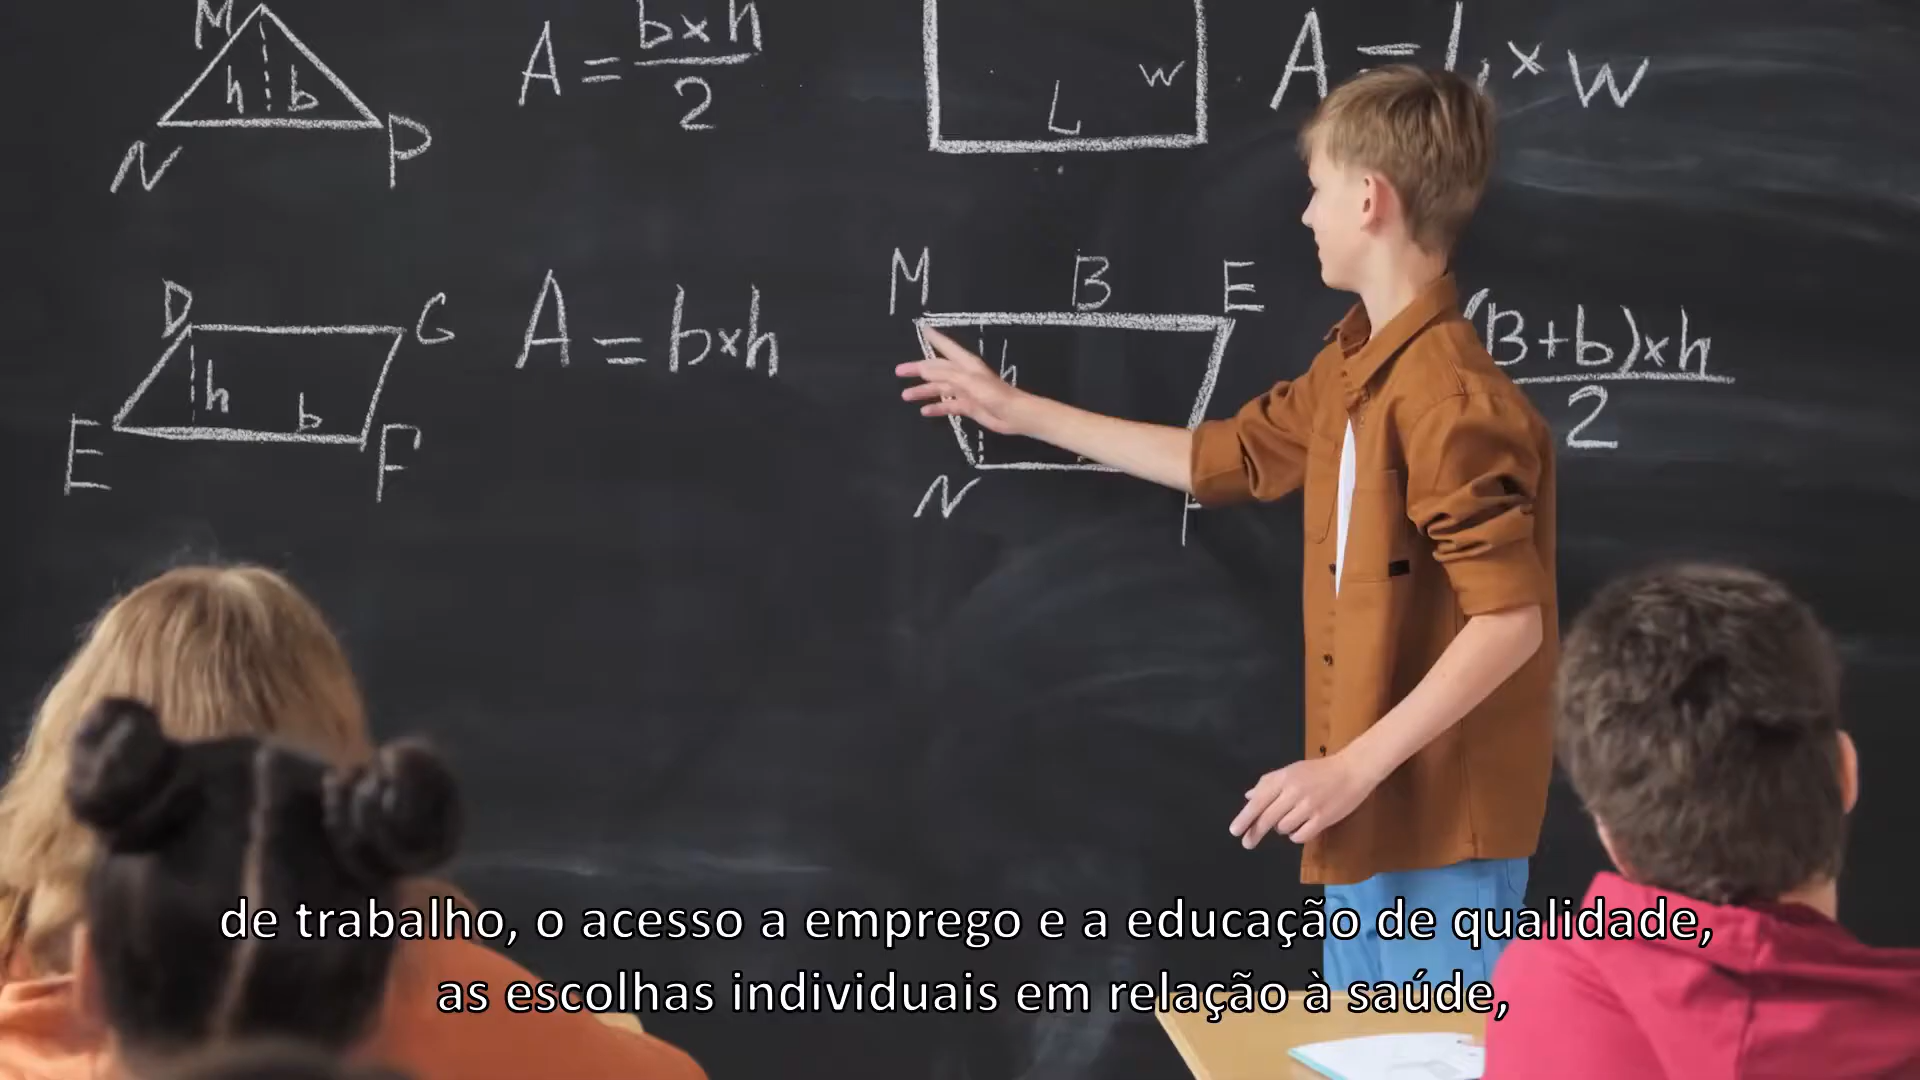 M
h b
N P
A = b×h
2
L w
A = L×w
D G
h b
E F
A = b×h
M B E
h
N P
(B+b)×h
2
de trabalho, o acesso a emprego e a educação de qualidade,
as escolhas individuais em relação à saúde,